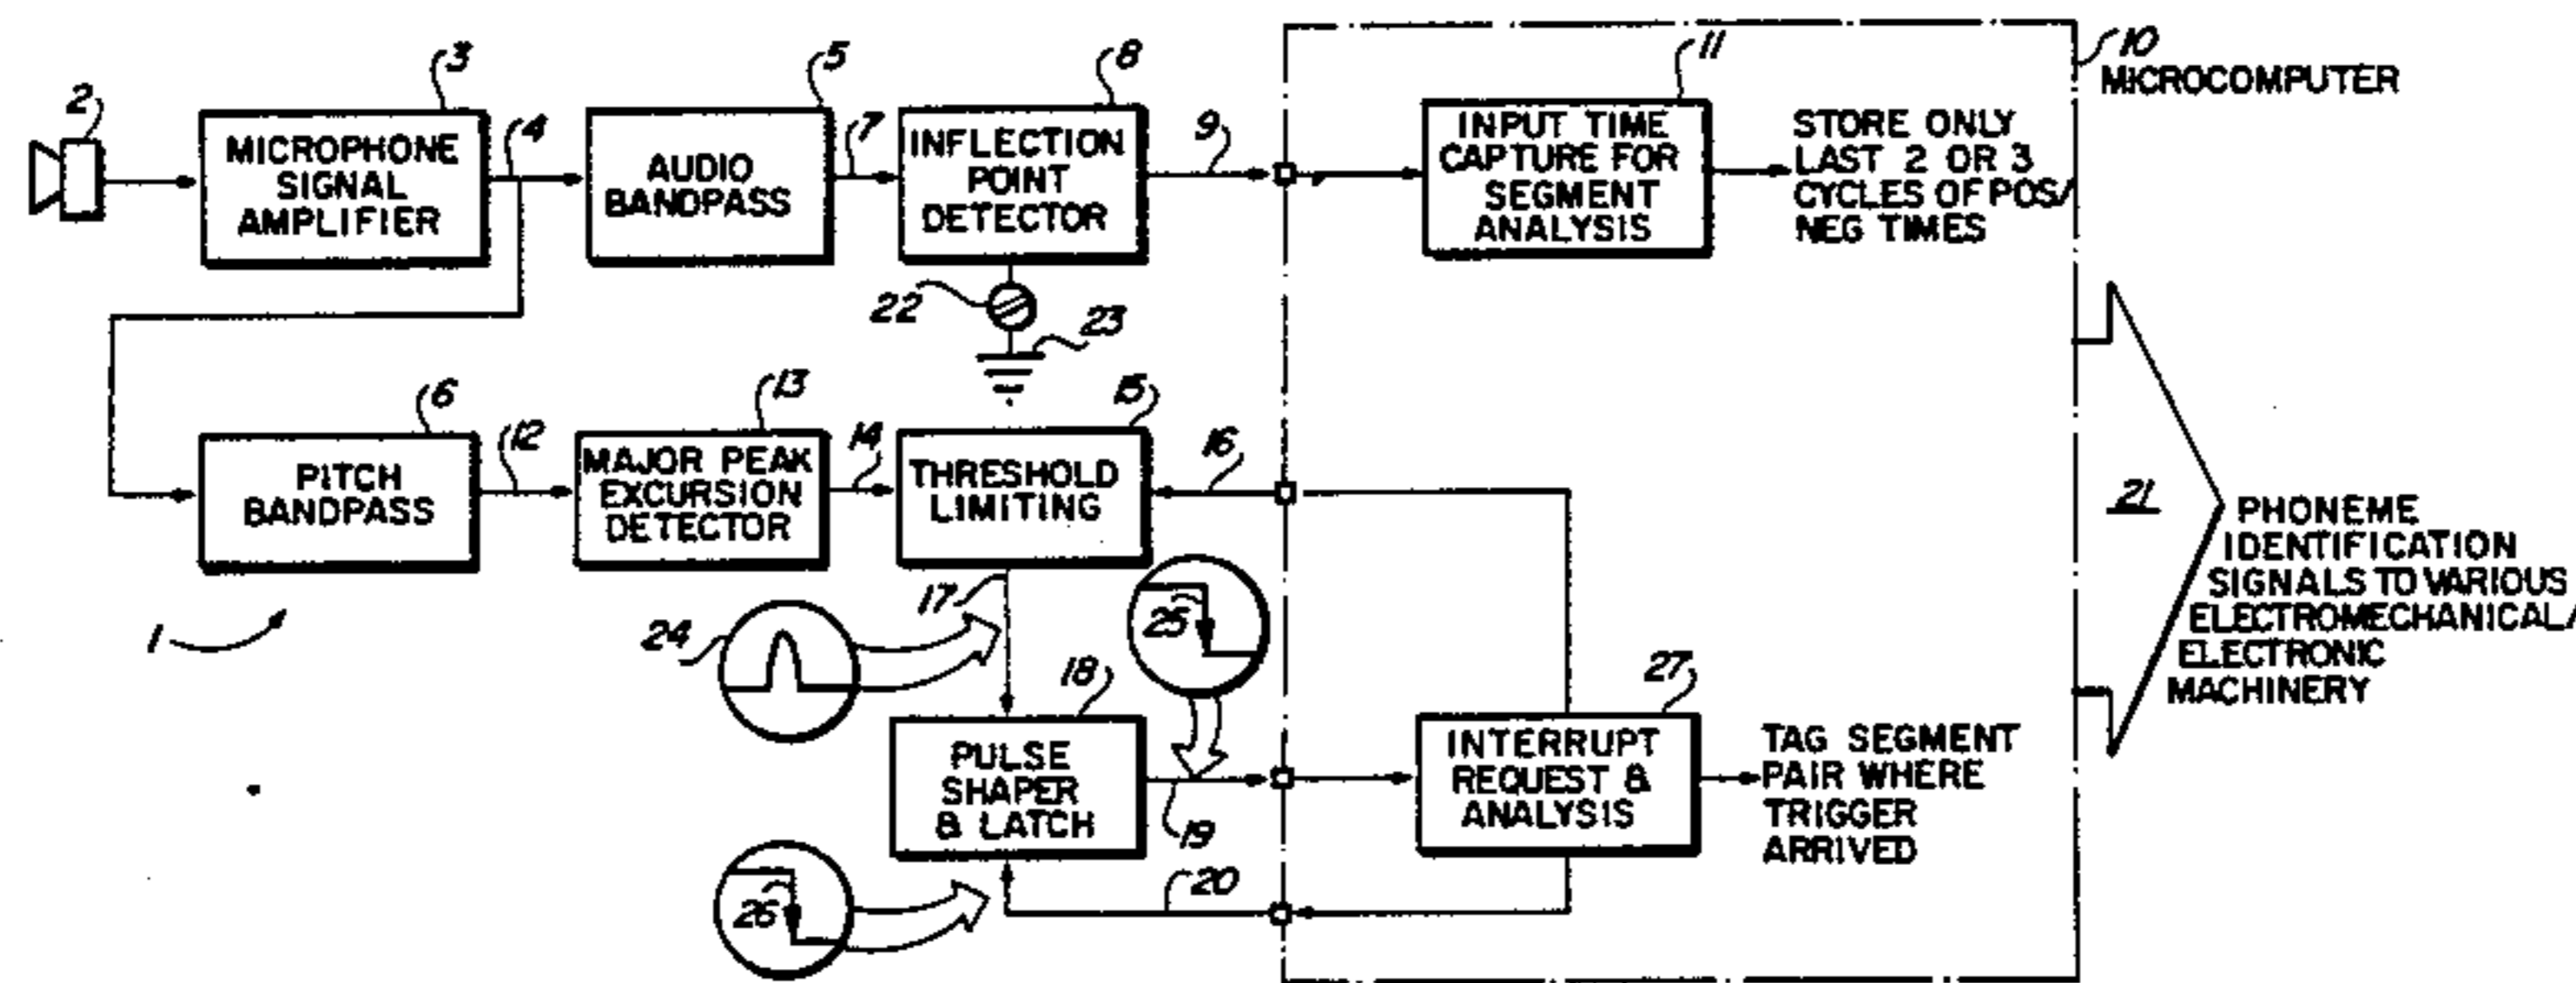 2
3
MICROPHONE
SIGNAL
AMPLIFIER
4
5
AUDIO
BANDPASS
7
8
INFLECTION
POINT
DETECTOR
9
22
23
11
INPUT TIME
CAPTURE FOR
SEGMENT
ANALYSIS
STORE ONLY
LAST 2 OR 3
CYCLES OF POS/
NEG TIMES
10
MICROCOMPUTER
6
PITCH
BANDPASS
12
13
MAJOR PEAK
EXCURSION
DETECTOR
14
15
THRESHOLD
LIMITING
16
17
24
25
1
18
PULSE
SHAPER
& LATCH
19
20
26
27
INTERRUPT
REQUEST &
ANALYSIS
TAG SEGMENT
PAIR WHERE
TRIGGER
ARRIVED
21
PHONEME
IDENTIFICATION
SIGNALS TO VARIOUS
ELECTROMECHANICAL/
ELECTRONIC
MACHINERY